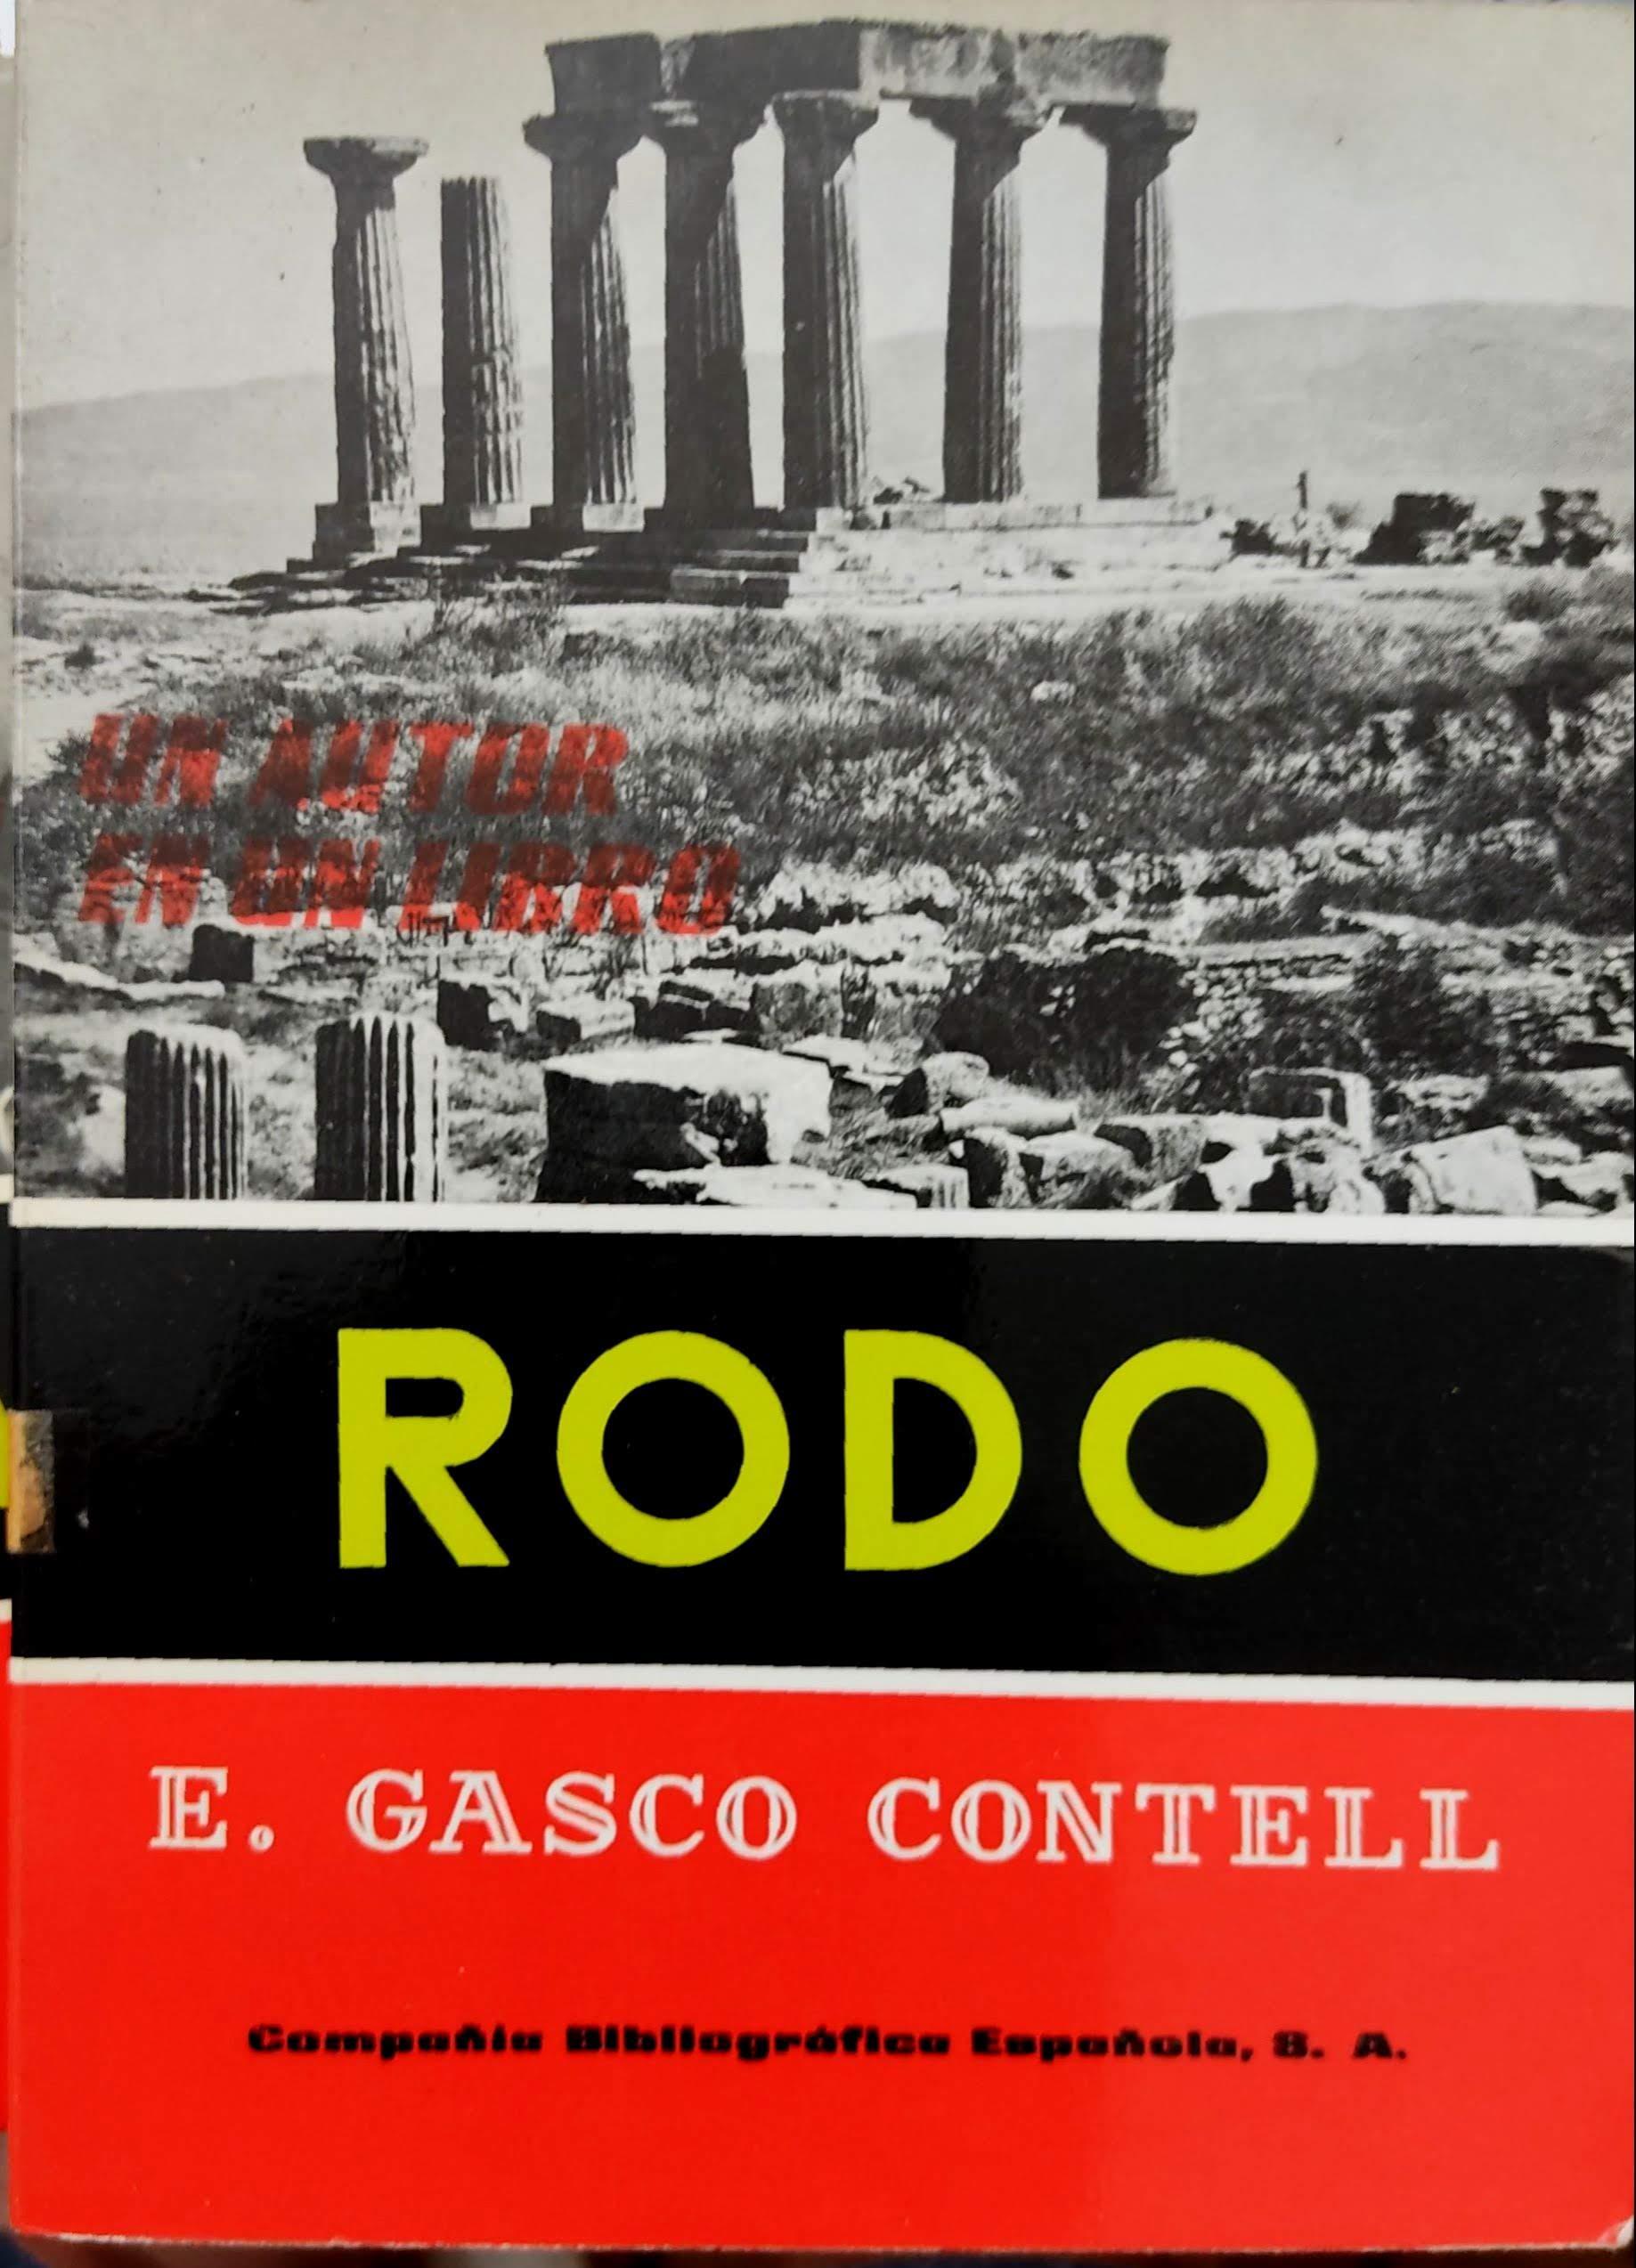 UN AUTOR
EN UN LIBRO
RODO
E. GASCO CONTELL
Compañía Bibliográfica Española, S. A.